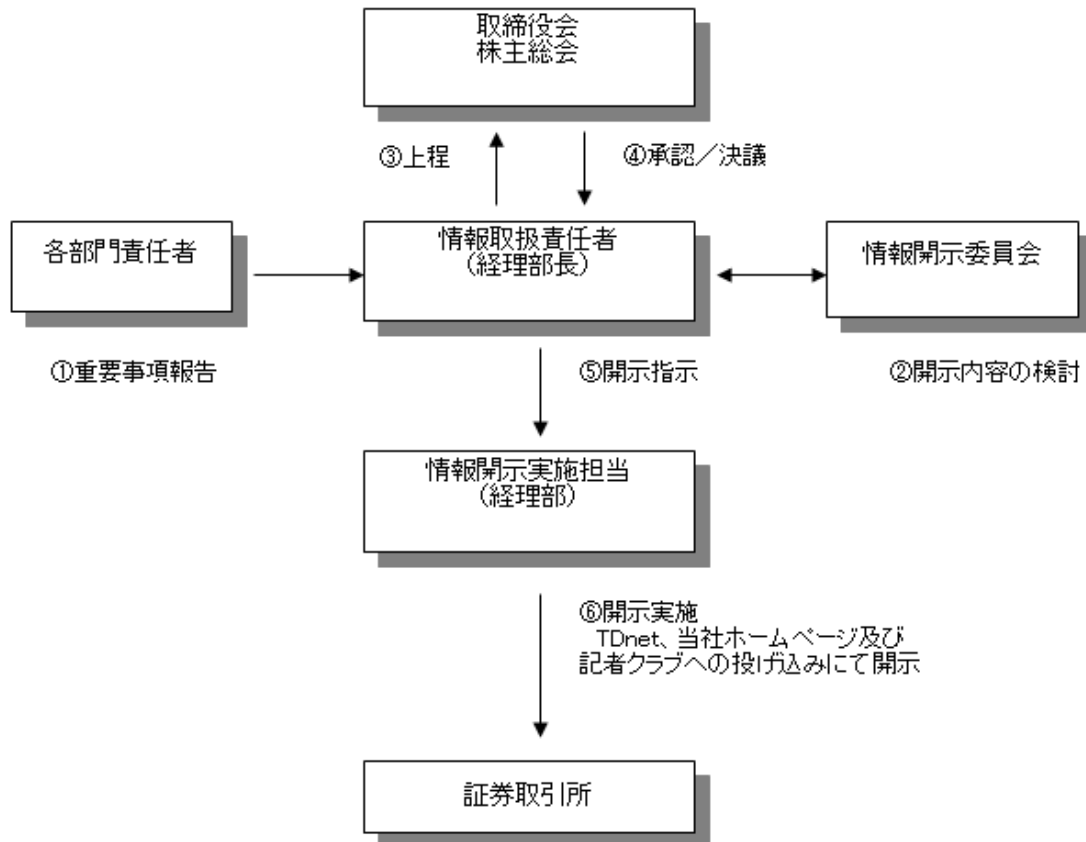 取締役会
株主総会
③上程
④承認／決議
各部門責任者
情報取扱責任者
（経理部長）
情報開示委員会
①重要事項報告
⑤開示指示
②開示内容の検討
情報開示実施担当
（経理部）
⑥開示実施
TDnet、当社ホームページ及び
記者クラブへの投げ込みにて開示
証券取引所